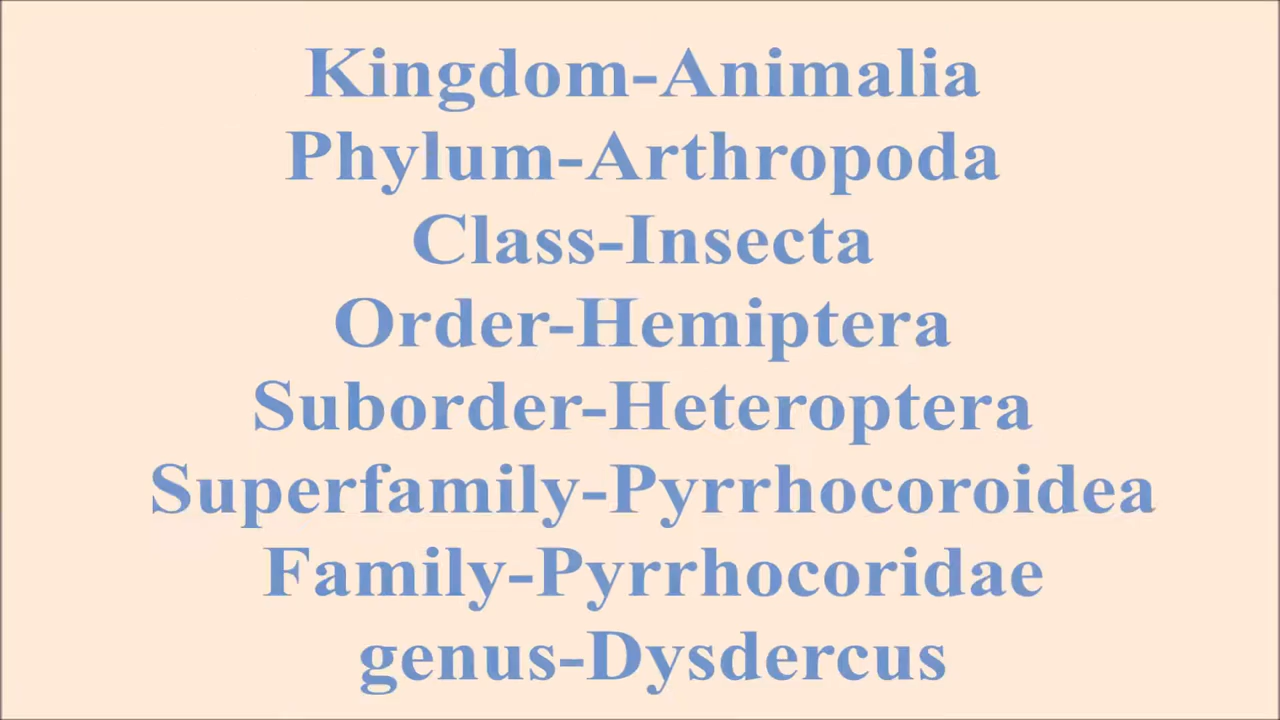 Kingdom-Animalia
Phylum-Arthropoda
Class-Insecta
Order-Hemiptera
Suborder-Heteroptera
Superfamily-Pyrrhocoroidea
Family-Pyrrhocoridae
genus-Dysdercus